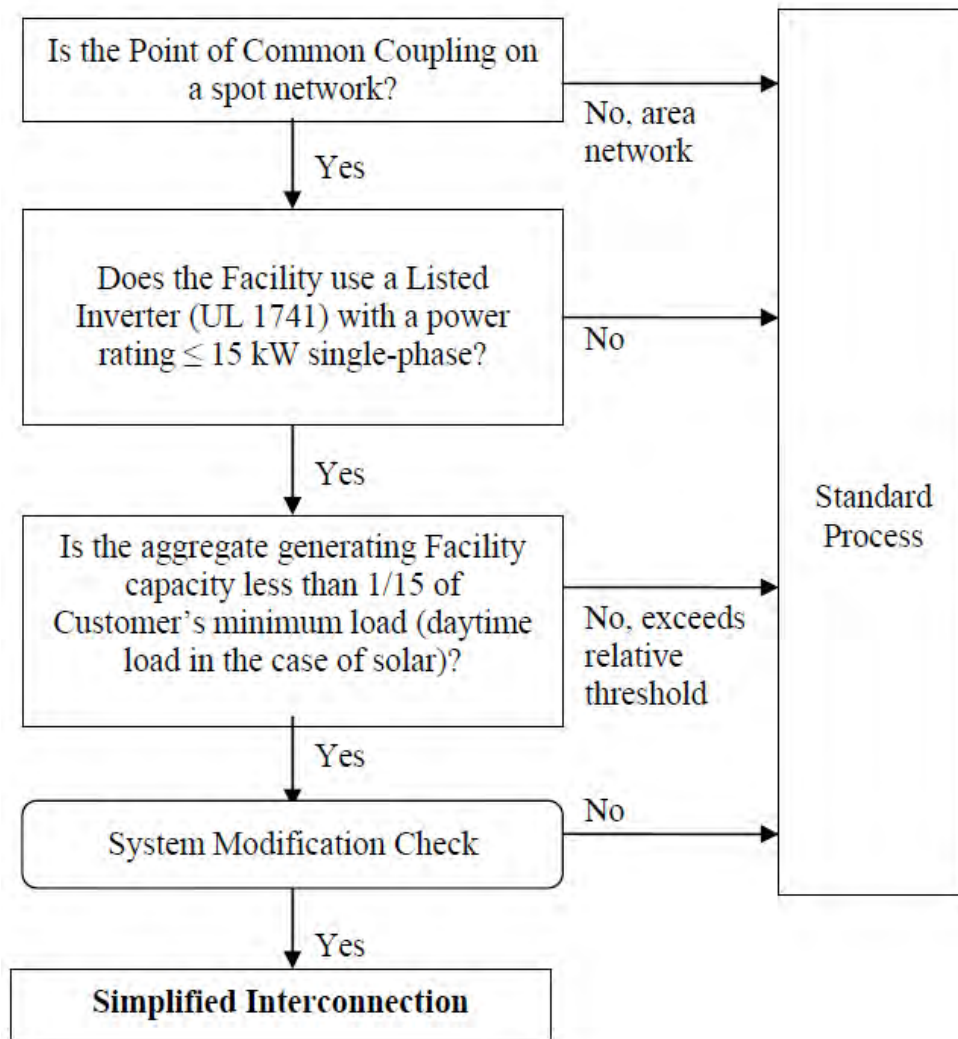 Is the Point of Common Coupling on
a spot network?
No, area
network
Yes
Does the Facility use a Listed
Inverter (UL 1741) with a power
rating ≤ 15 kW single-phase?
No
Yes
Is the aggregate generating Facility
capacity less than 1/15 of
Customer's minimum load (daytime
load in the case of solar)?
No, exceeds
relative
threshold
Yes
System Modification Check
No
Yes
Simplified Interconnection
Standard
Process